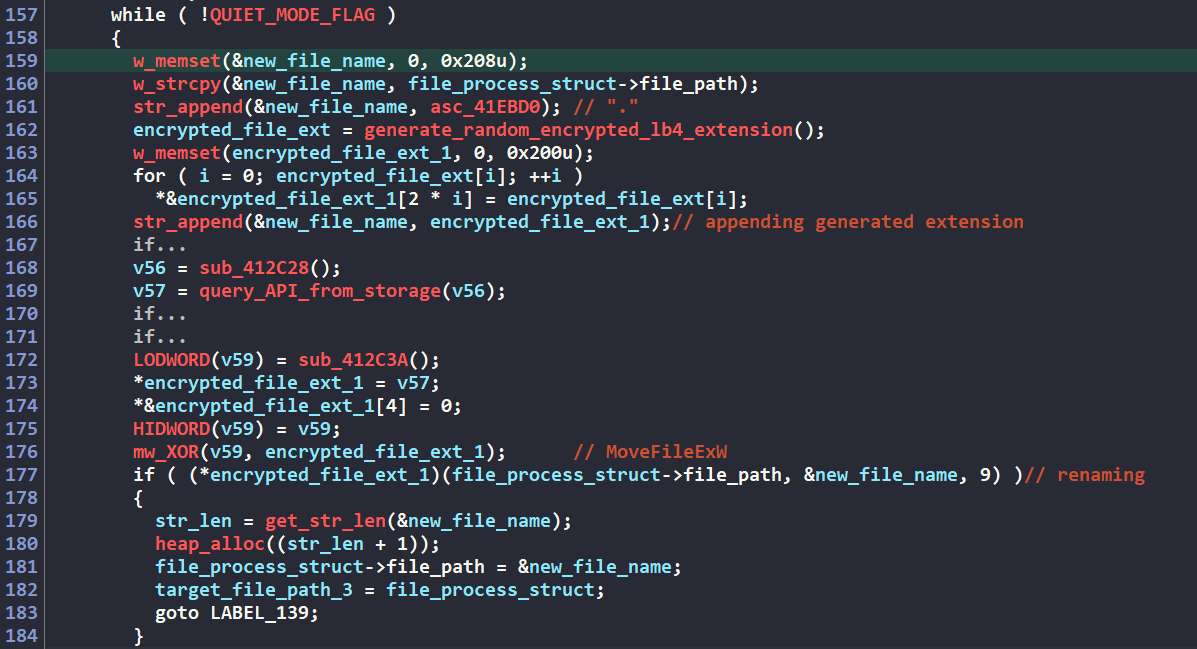 157 while ( !QUIET_MODE_FLAG )
158 {
159 w_memset(&new_file_name, 0, 0x208u);
160 w_strcpy(&new_file_name, file_process_struct->file_path);
161 str_append(&new_file_name, asc_41EBD0); // "."
162 encrypted_file_ext = generate_random_encrypted_lb4_extension();
163 w_memset(encrypted_file_ext_1, 0, 0x200u);
164 for ( i = 0; encrypted_file_ext[i]; ++i )
165 *&encrypted_file_ext_1[2 * i] = encrypted_file_ext[i];
166 str_append(&new_file_name, encrypted_file_ext_1);// appending generated extension
167 if...
168 v56 = sub_412C28();
169 v57 = query_API_from_storage(v56);
170 if...
171 if...
172 LODWORD(v59) = sub_412C3A();
173 *encrypted_file_ext_1 = v57;
174 *&encrypted_file_ext_1[4] = 0;
175 HIDWORD(v59) = v59;
176 mw_XOR(v59, encrypted_file_ext_1); // MoveFileExW
177 if ( (*encrypted_file_ext_1)(file_process_struct->file_path, &new_file_name, 9) )// renaming
178 {
179 str_len = get_str_len(&new_file_name);
180 heap_alloc((str_len + 1));
181 file_process_struct->file_path = &new_file_name;
182 target_file_path_3 = file_process_struct;
183 goto LABEL_139;
184 }